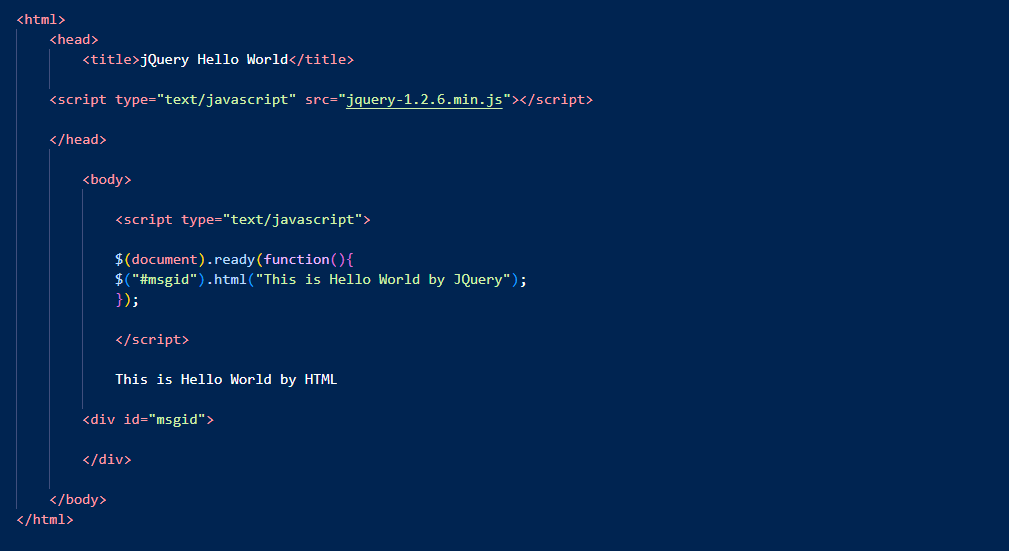 <html>
<head>
<title>jQuery Hello World</title>
<script type="text/javascript" src="jquery-1.2.6.min.js"></script>
</head>
<body>
<script type="text/javascript">
$(document).ready(function(){
$("#msgid").html("This is Hello World by JQuery");
});
</script>
This is Hello World by HTML
<div id="msgid">
</div>
</body>
</html>